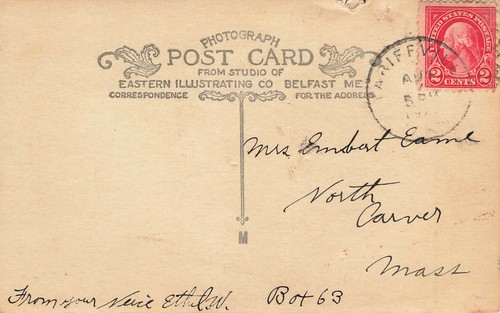 PHOTOGRAPH
POST CARD
FROM STUDIO OF
EASTERN ILLUSTRATING CO BELFAST ME
CORRESPONDENCE
FOR THE ADDRESS
UNITED STATES POSTAGE
2 CENTS 2
Mrs Embert Eame
North
Carver
Mass
Box 63
From your Neice Ethel W.
M